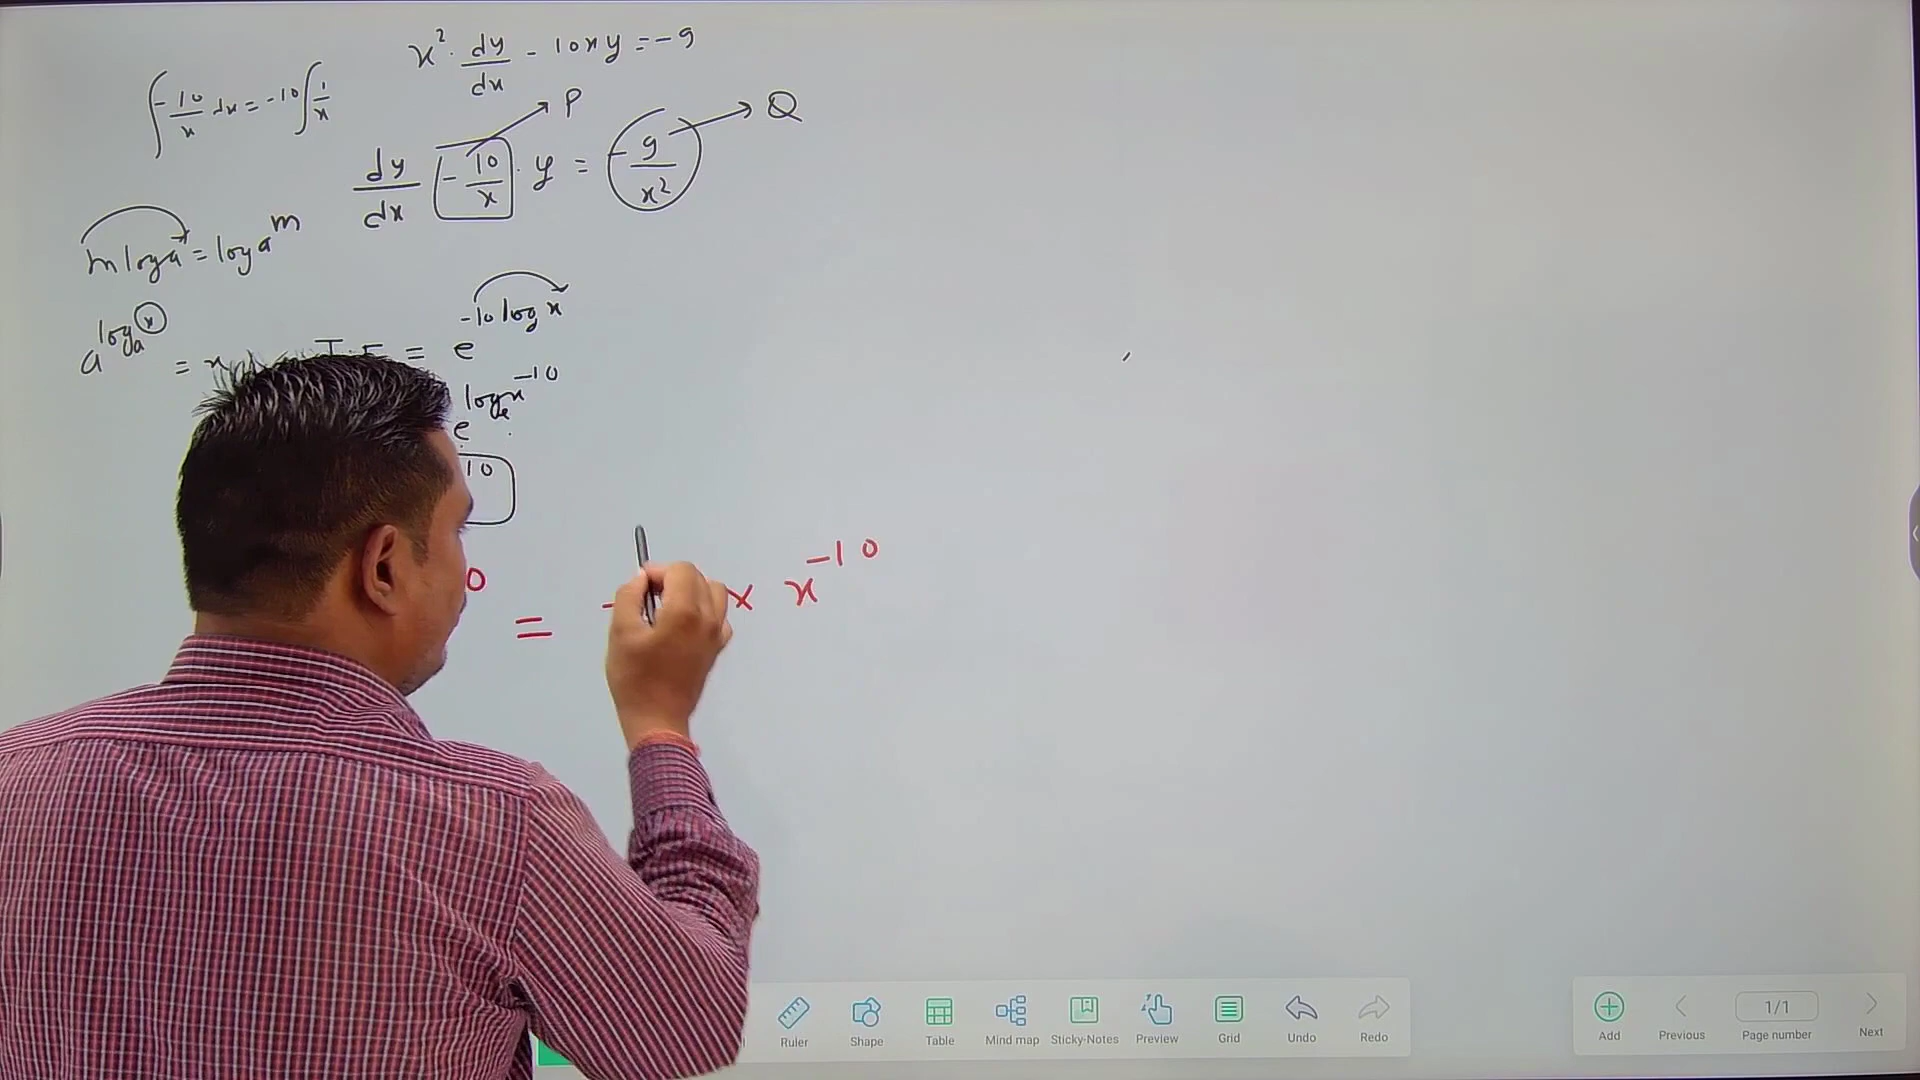 x² · dy/dx - 10xy = -9
∫ -10/x dx = -10 ∫ 1/x
P
Q
dy/dx - 10/x · y = -9/x²
m log a = log a^m
a^(log_a x) = x
I.F = e^(-10 log x)
e^(log_e x^-10)
10
0 = - x x^-10
Ruler
Shape
Table
Mind map
Sticky-Notes
Preview
Grid
Undo
Redo
Add
Previous
1/1
Page number
Next